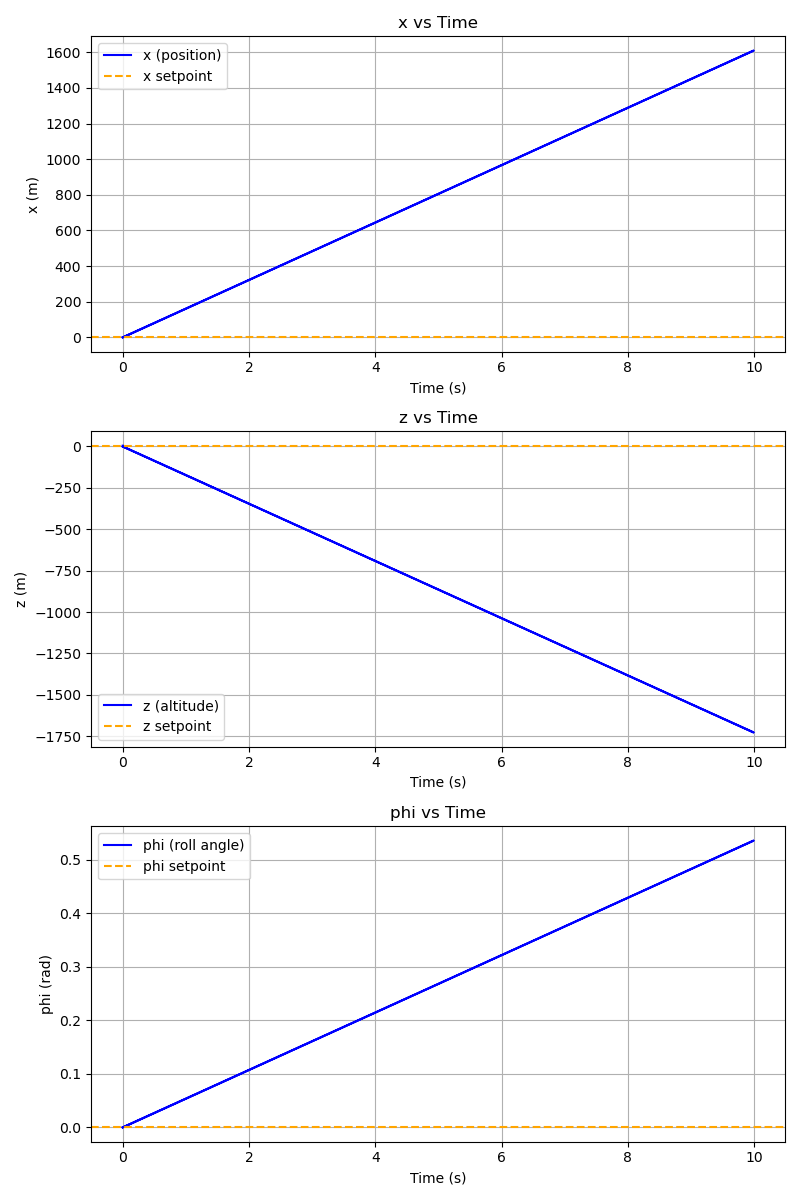 x vs Time
x (position)
x setpoint
1600
1400
1200
1000
800
600
400
200
0
x (m)
0 2 4 6 8 10
Time (s)
z vs Time
0
−250
−500
−750
−1000
−1250
−1500
−1750
z (m)
z (altitude)
z setpoint
0 2 4 6 8 10
Time (s)
phi vs Time
phi (roll angle)
phi setpoint
0.5
0.4
0.3
0.2
0.1
0.0
phi (rad)
0 2 4 6 8 10
Time (s)